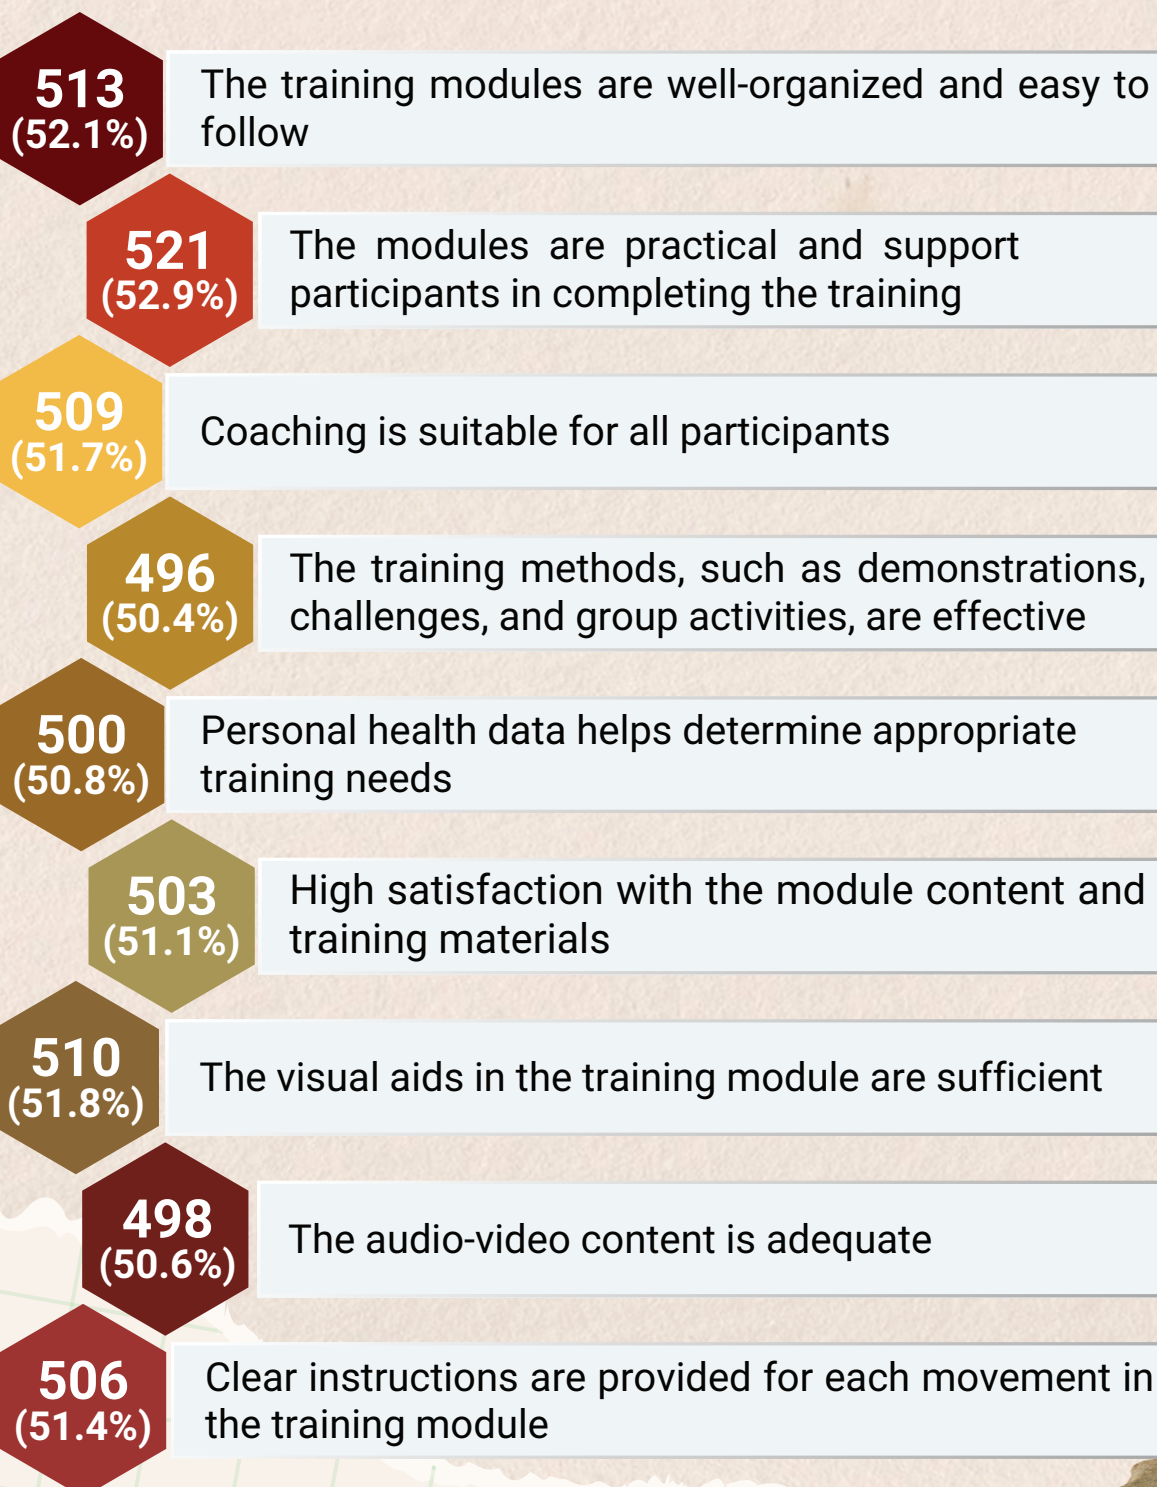 513
(52.1%)
The training modules are well-organized and easy to
follow
521
(52.9%)
The modules are practical and support
participants in completing the training
509
(51.7%)
Coaching is suitable for all participants
496
(50.4%)
The training methods, such as demonstrations,
challenges, and group activities, are effective
500
(50.8%)
Personal health data helps determine appropriate
training needs
503
(51.1%)
High satisfaction with the module content and
training materials
510
(51.8%)
The visual aids in the training module are sufficient
498
(50.6%)
The audio-video content is adequate
506
(51.4%)
Clear instructions are provided for each movement in
the training module